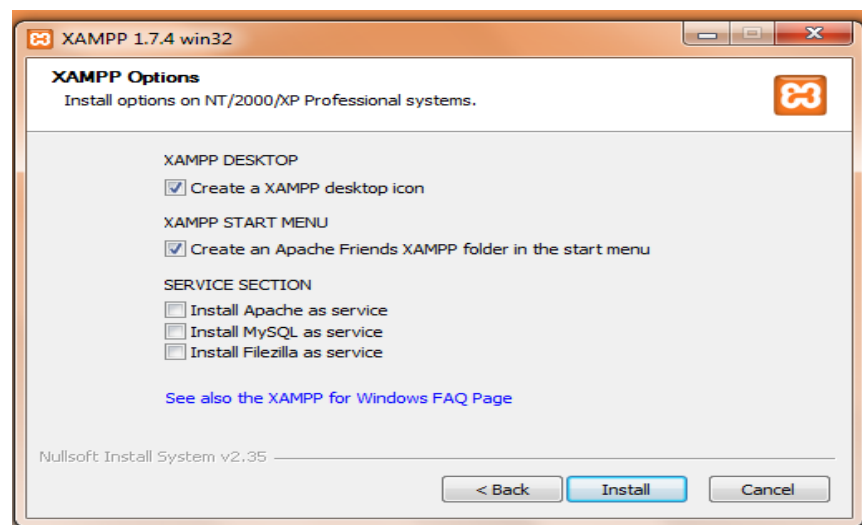 XAMPP 1.7.4 win32
XAMPP Options
Install options on NT/2000/XP Professional systems.
XAMPP DESKTOP
Create a XAMPP desktop icon
XAMPP START MENU
Create an Apache Friends XAMPP folder in the start menu
SERVICE SECTION
Install Apache as service
Install MySQL as service
Install Filezilla as service
See also the XAMPP for Windows FAQ Page
Nullsoft Install System v2.35
< Back Install Cancel